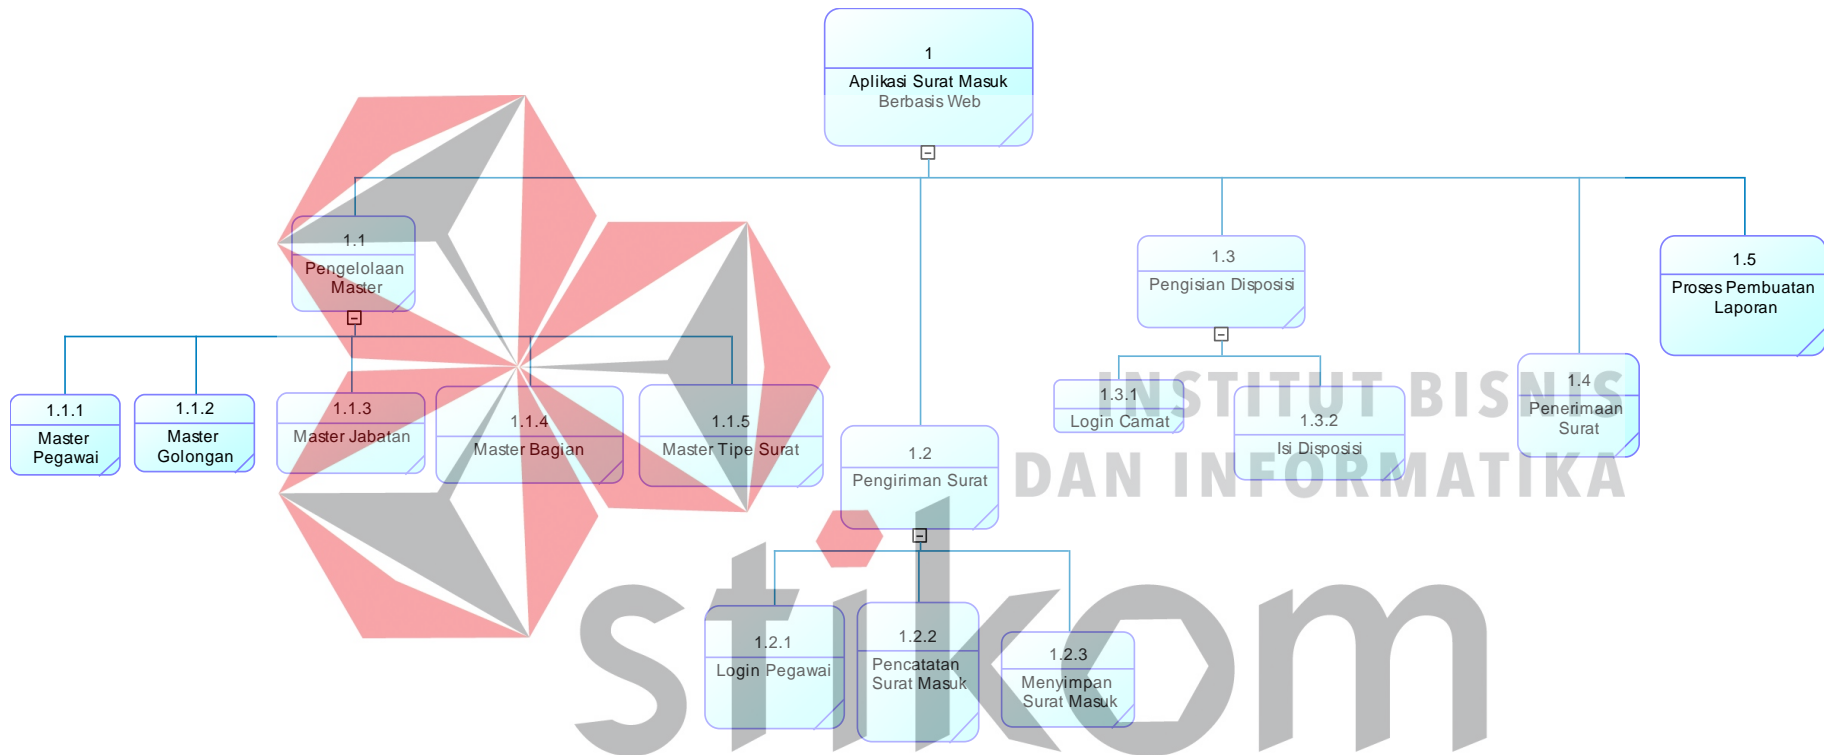 1
Aplikasi Surat Masuk
Berbasis Web
1.1
Pengelolaan
Master
1.3
Pengisian Disposisi
1.5
Proses Pembuatan
Laporan
1.1.1
Master
Pegawai
1.1.2
Master
Golongan
1.1.3
Master Jabatan
1.1.4
Master Bagian
1.1.5
Master Tipe Surat
1.2
Pengiriman Surat
1.3.1
Login Camat
1.3.2
Isi Disposisi
1.4
Penerimaan
Surat
INSTITUT BISNIS
DAN INFORMATIKA
stikom
1.2.1
Login Pegawai
1.2.2
Pencatatan
Surat Masuk
1.2.3
Menyimpan
Surat Masuk